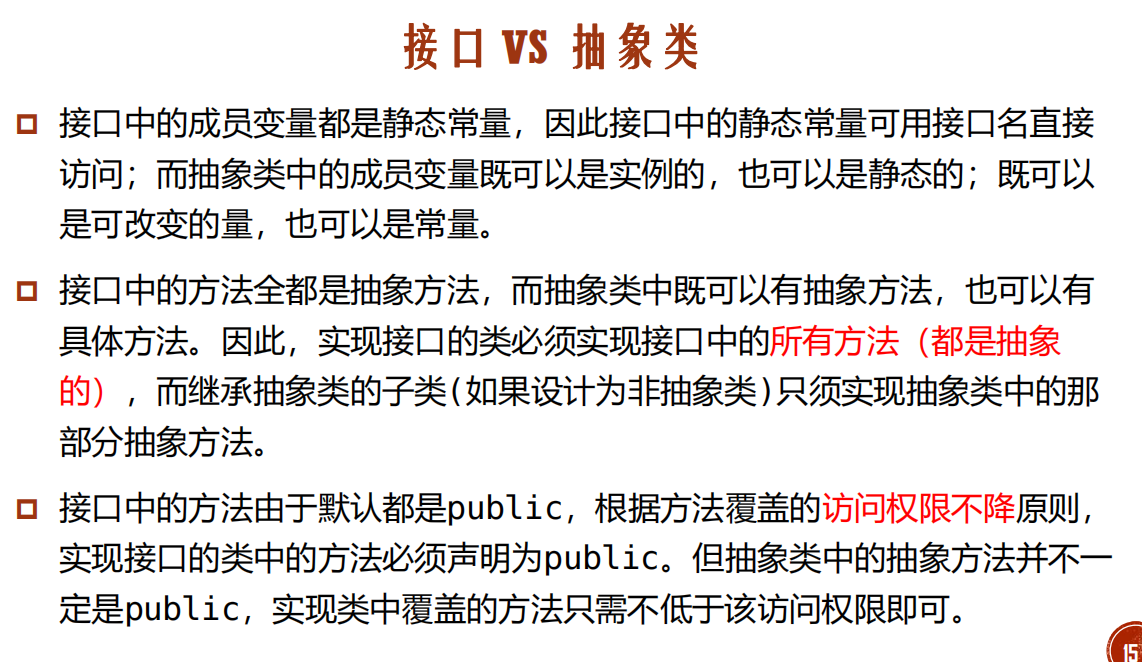 接口 VS 抽象类
接口中的成员变量都是静态常量，因此接口中的静态常量可用接口名直接
访问；而抽象类中的成员变量既可以是实例的，也可以是静态的；既可以
是可改变的量，也可以是常量。
接口中的方法全都是抽象方法，而抽象类中既可以有抽象方法，也可以有
具体方法。因此，实现接口的类必须实现接口中的所有方法（都是抽象
的），而继承抽象类的子类(如果设计为非抽象类)只须实现抽象类中的那
部分抽象方法。
接口中的方法由于默认都是public，根据方法覆盖的访问权限不降原则，
实现接口的类中的方法必须声明为public。但抽象类中的抽象方法并不一
定是public，实现类中覆盖的方法只需不低于该访问权限即可。
15